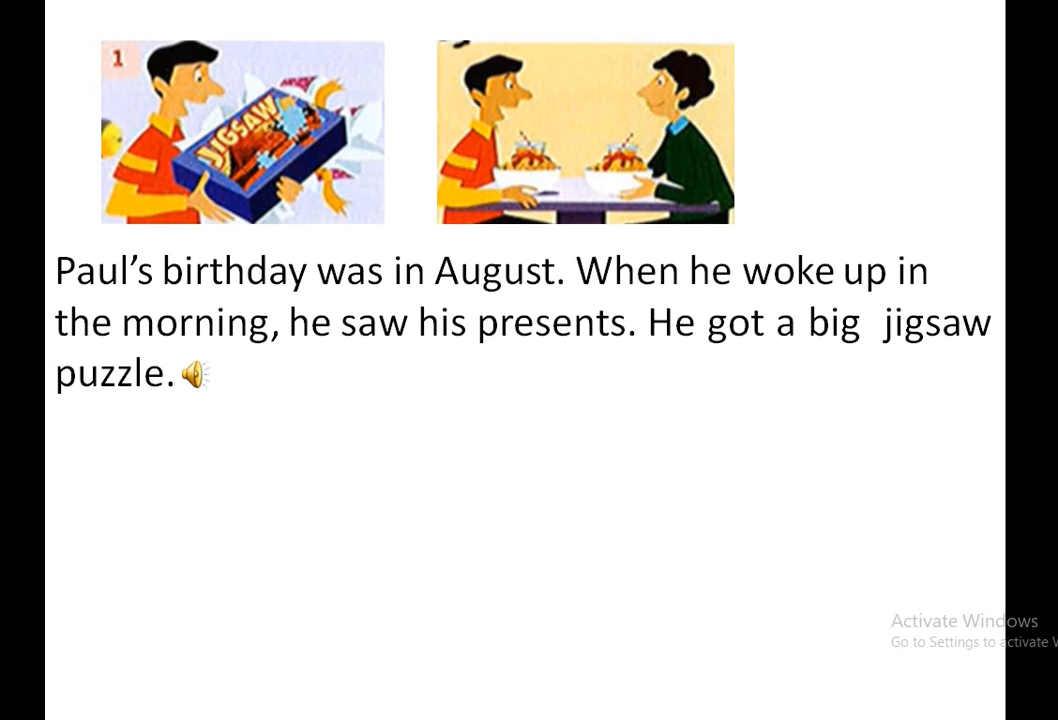 1
JIGSAW
Paul’s birthday was in August. When he woke up in
the morning, he saw his presents. He got a big jigsaw
puzzle.
Activate Windows
Go to Settings to activate W